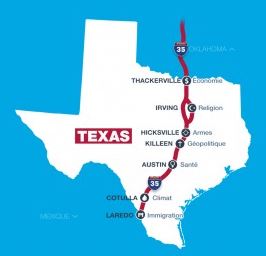 35
OKLAHOMA
THACKERVILLE Économie
IRVING Religion
HICKSVILLE Armes
TEXAS
KILLEEN Géopolitique
AUSTIN Santé
35
COTULLA Climat
MEXIQUE
LAREDO Immigration